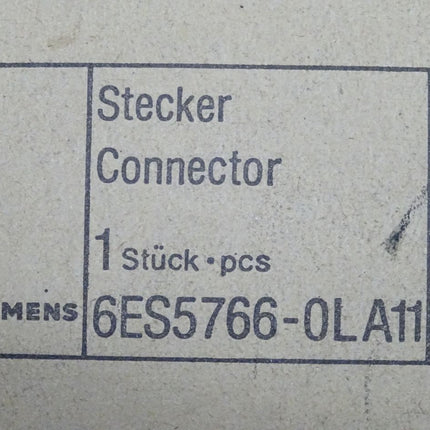 Stecker
Connector
1 Stück·pcs
MENS 6ES5766-0LA11